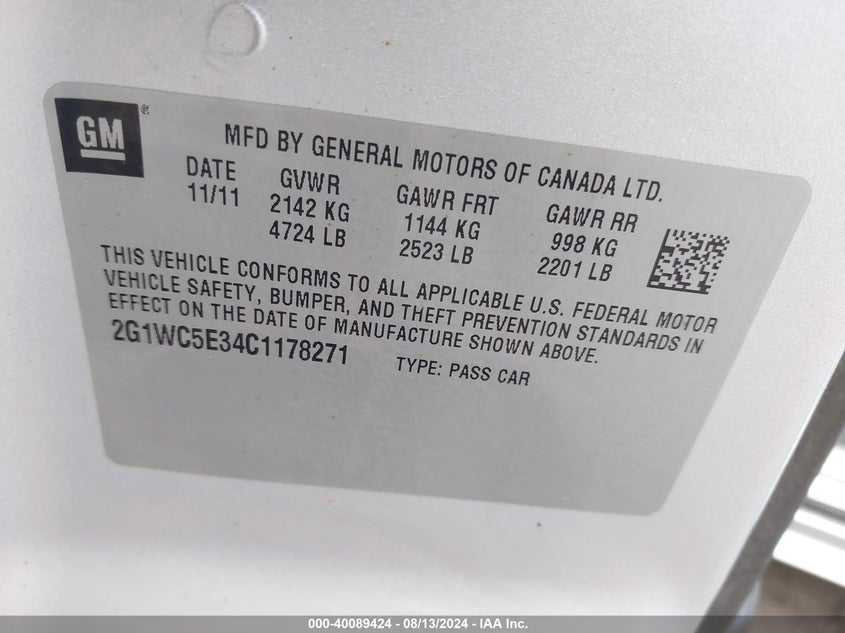 GM ®
MFD BY GENERAL MOTORS OF CANADA LTD.
DATE GVWR GAWR FRT GAWR RR
11/11 2142 KG 1144 KG 998 KG
4724 LB 2523 LB 2201 LB
THIS VEHICLE CONFORMS TO ALL APPLICABLE U.S. FEDERAL MOTOR
VEHICLE SAFETY, BUMPER, AND THEFT PREVENTION STANDARDS IN
EFFECT ON THE DATE OF MANUFACTURE SHOWN ABOVE.
2G1WC5E34C1178271 TYPE: PASS CAR
000-40089424 | 08/13/2024 - IAA Inc.